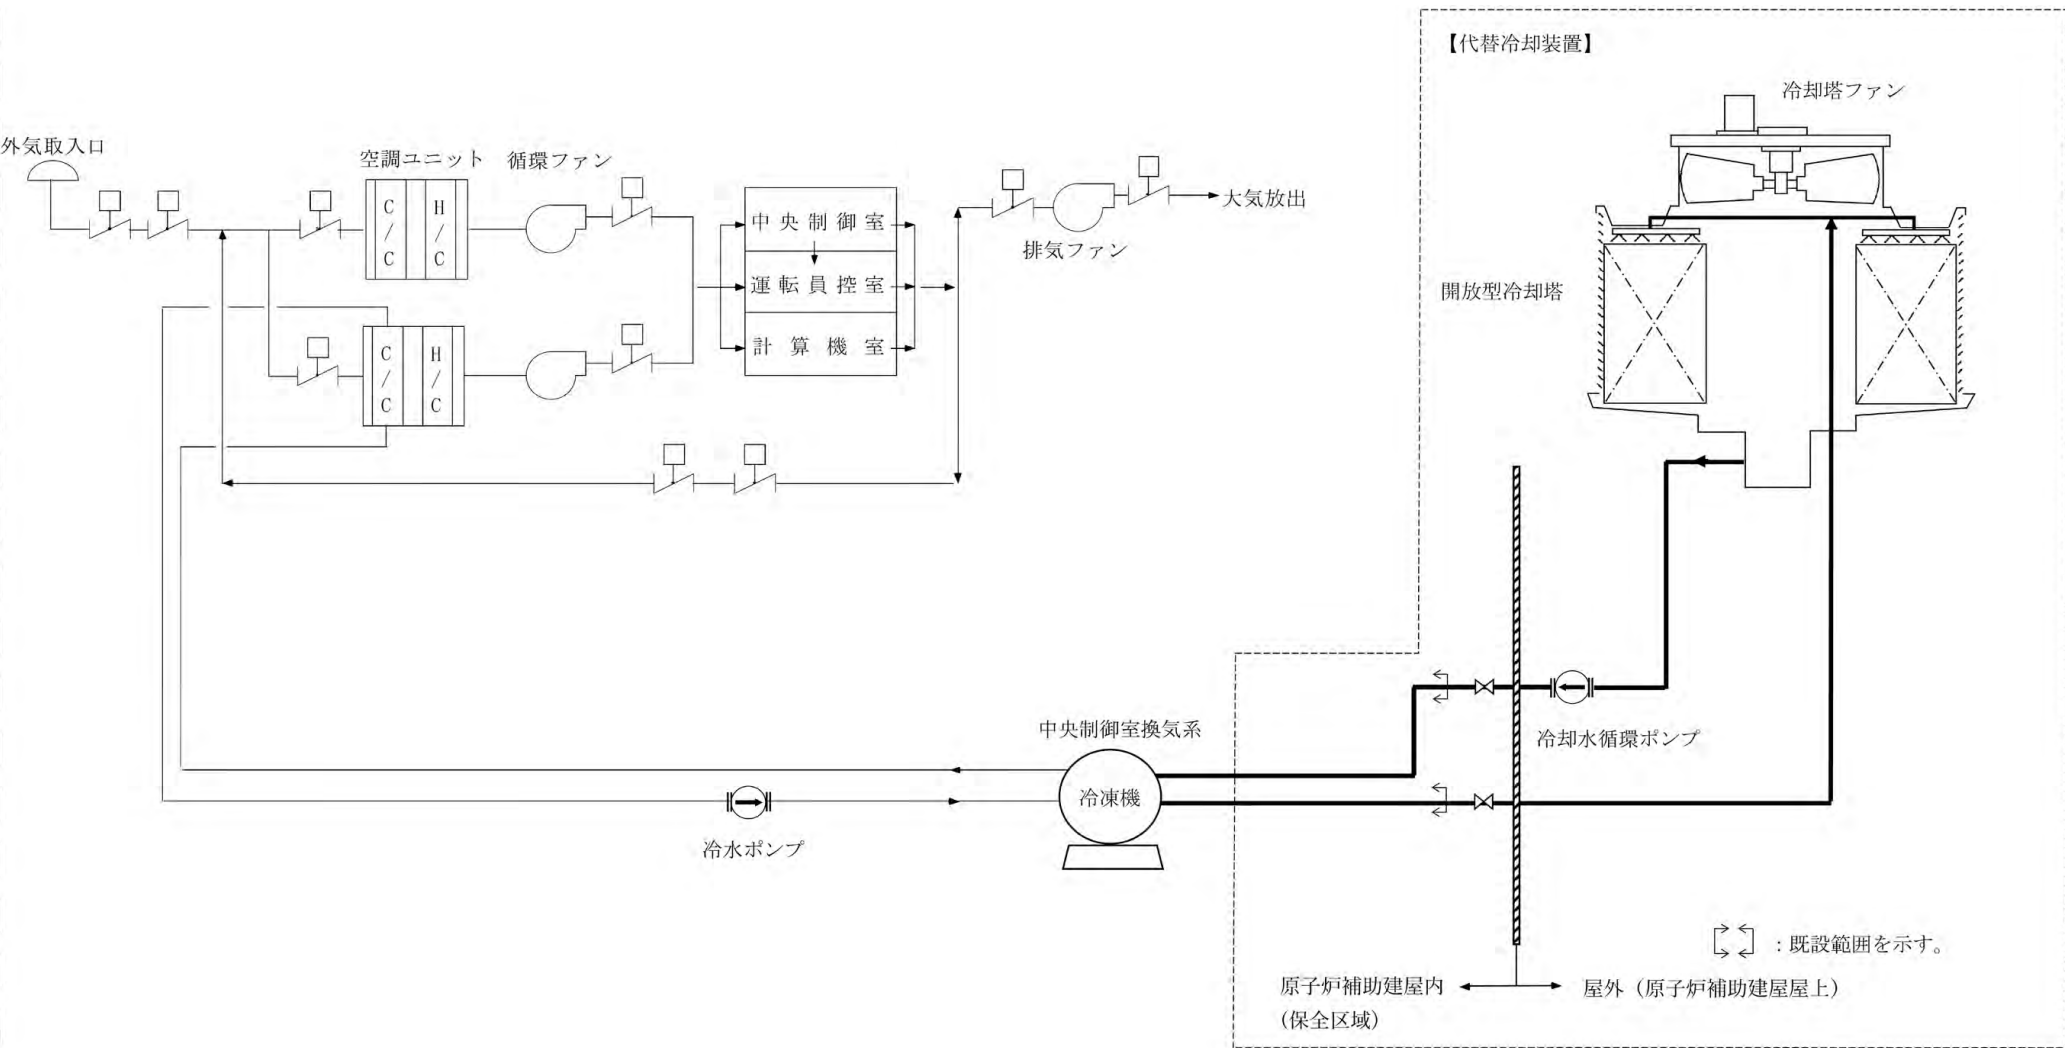 【代替冷却装置】
冷却塔ファン
外気取入口
空調ユニット
循環ファン
C
/
C
H
/
C
中央制御室
運転員控室
計算機室
大気放出
排気ファン
開放型冷却塔
C
/
C
H
/
C
中央制御室換気系
冷凍機
冷却水循環ポンプ
冷水ポンプ
:既設範囲を示す。
原子炉補助建屋内
(保全区域)
屋外（原子炉補助建屋屋上）